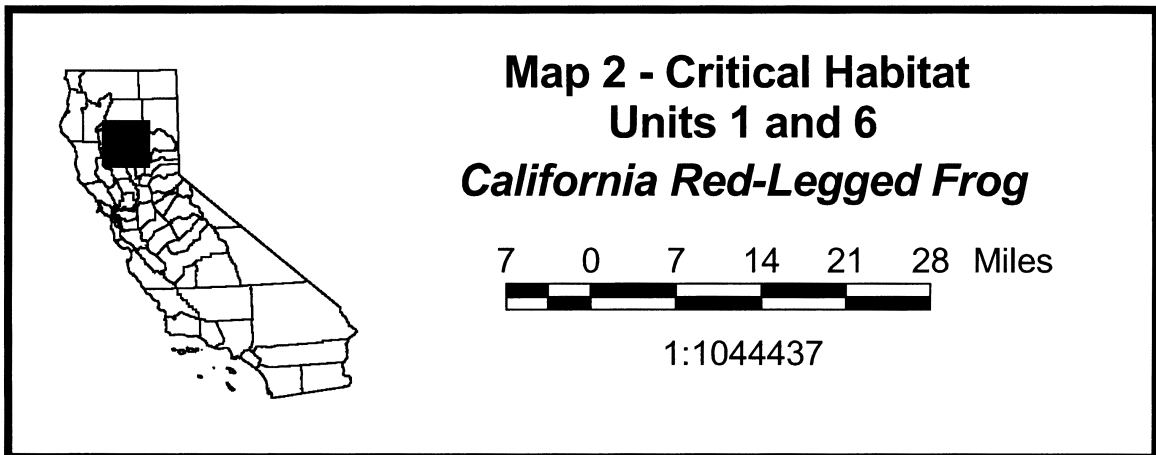 Map 2 - Critical Habitat
Units 1 and 6
California Red-Legged Frog
7 0 7 14 21 28 Miles
1:1044437